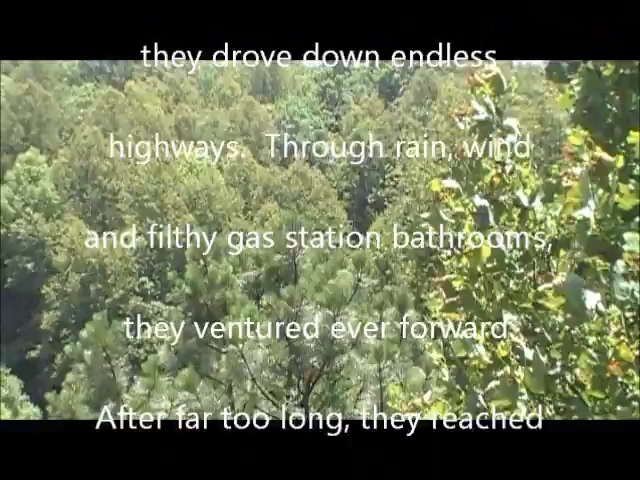 they drove down endless
highways.  Through rain, wind
and filthy gas station bathrooms,
they ventured ever forward.
After far too long, they reached